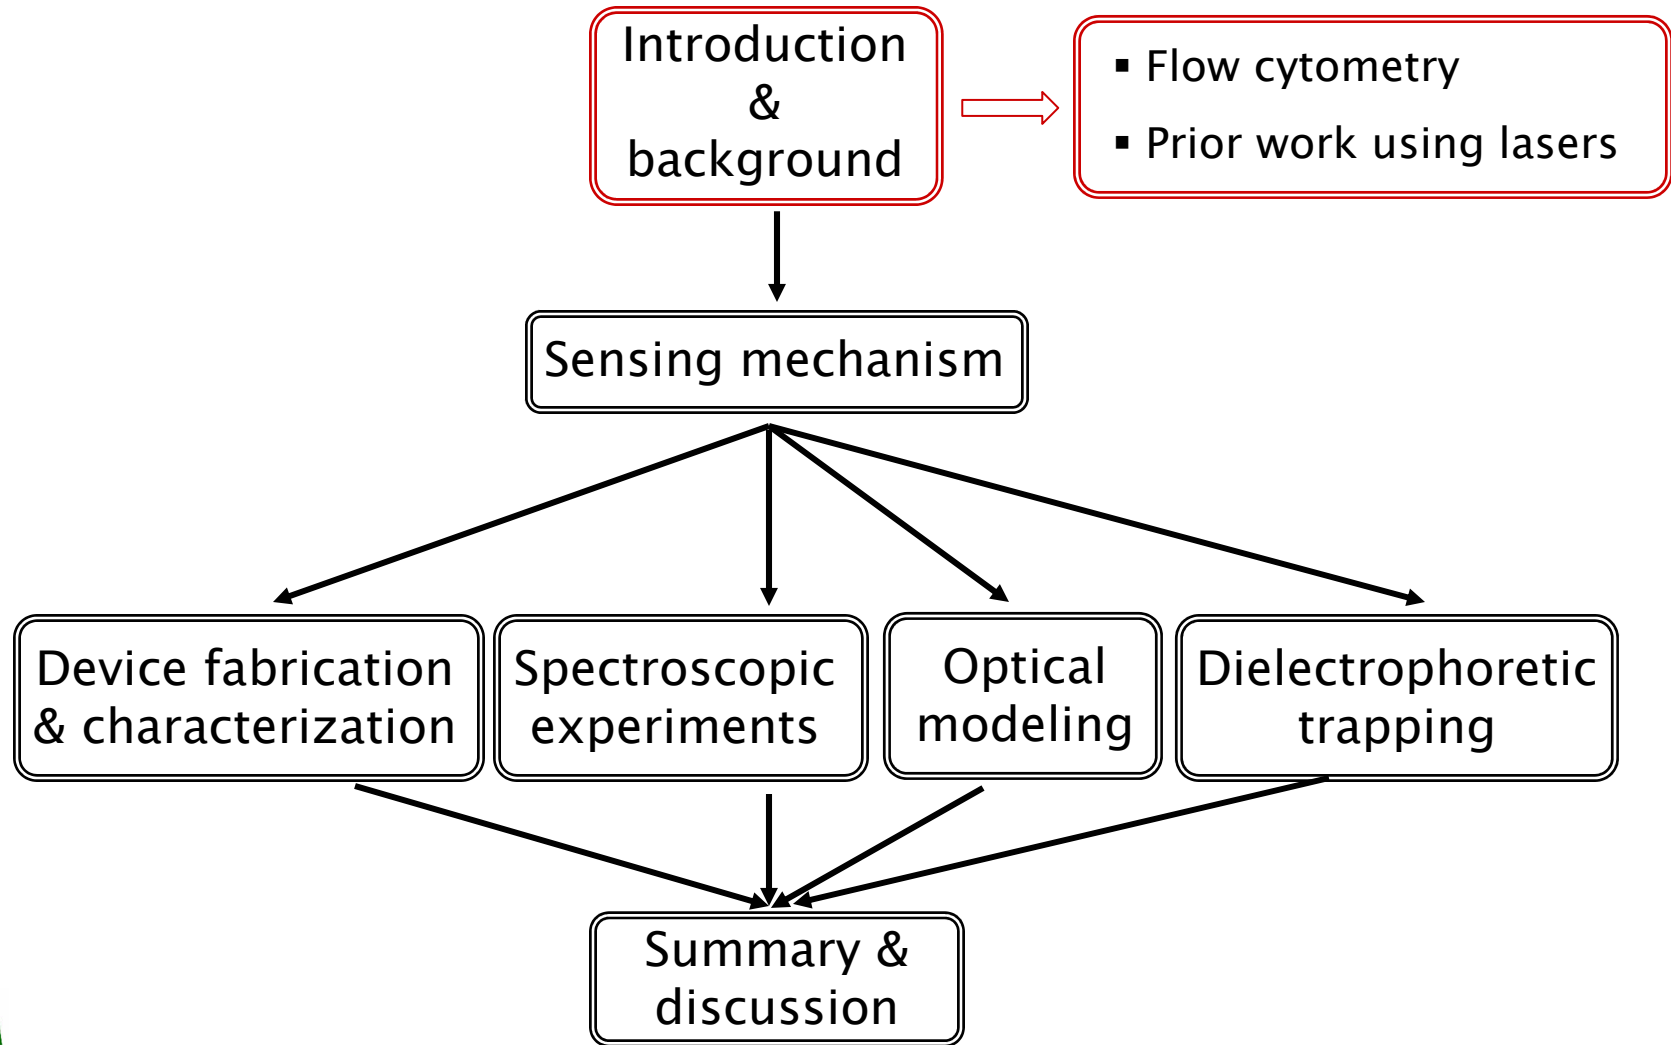 Introduction
&
background
▪ Flow cytometry
▪ Prior work using lasers
Sensing mechanism
Device fabrication
& characterization
Spectroscopic
experiments
Optical
modeling
Dielectrophoretic
trapping
Summary &
discussion